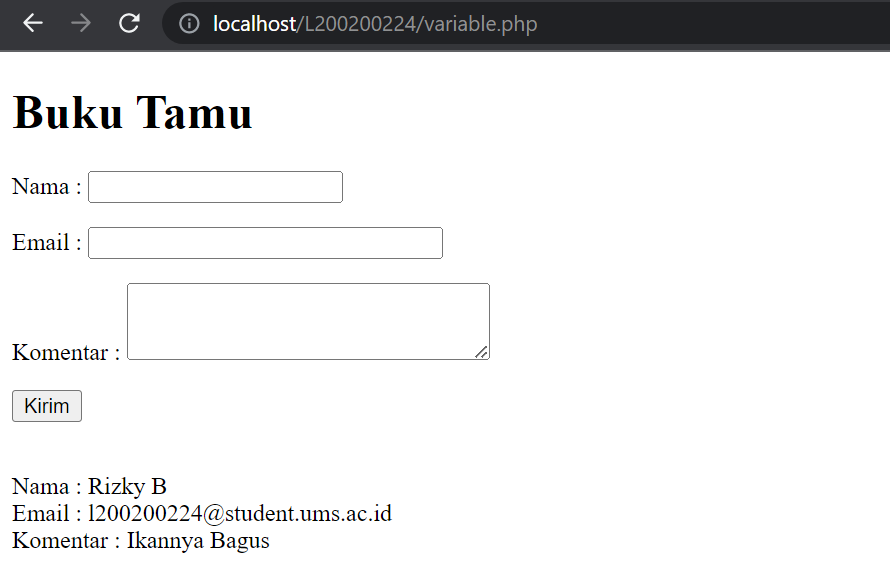 localhost/L200200224/variable.php
Buku Tamu
Nama :
Email :
Komentar :
Kirim
Nama : Rizky B
Email : l200200224@student.ums.ac.id
Komentar : Ikannya Bagus